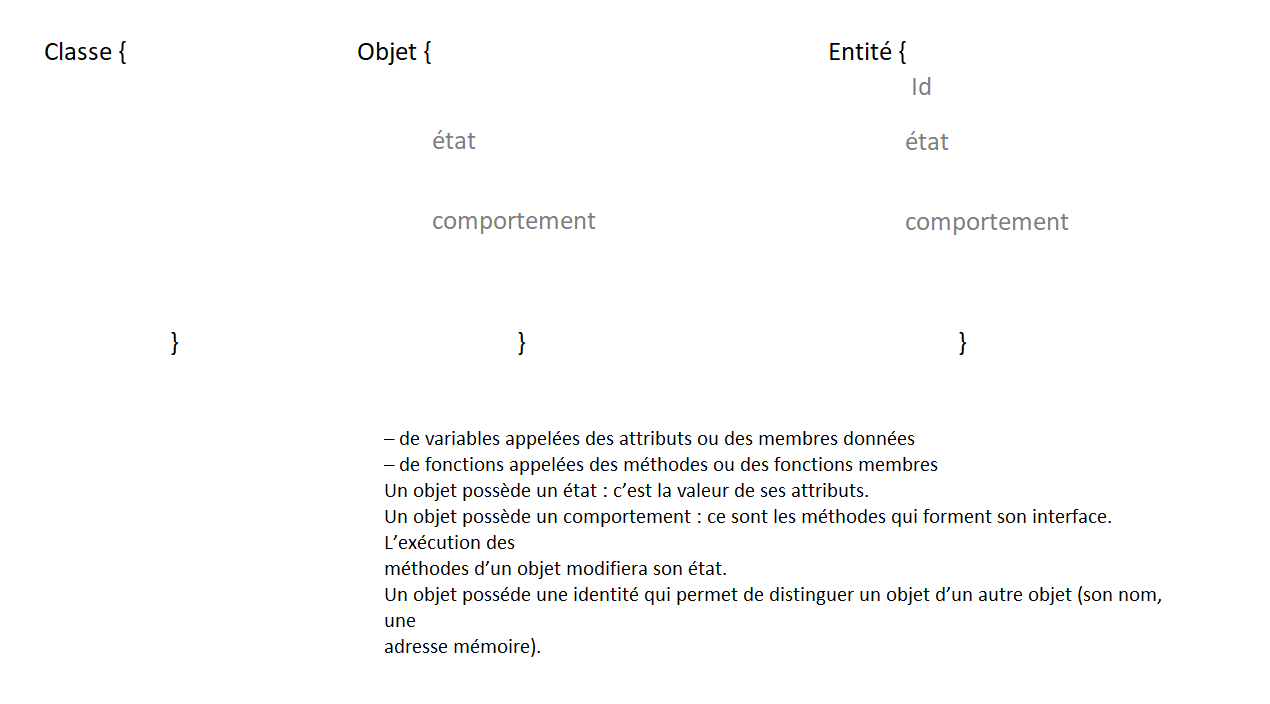 Classe {
Objet {
Entité {
Id
état
état
comportement
comportement
}
}
}
– de variables appelées des attributs ou des membres données
– de fonctions appelées des méthodes ou des fonctions membres
Un objet possède un état : c’est la valeur de ses attributs.
Un objet possède un comportement : ce sont les méthodes qui forment son interface.
L’exécution des
méthodes d’un objet modifiera son état.
Un objet posséde une identité qui permet de distinguer un objet d’un autre objet (son nom,
une
adresse mémoire).